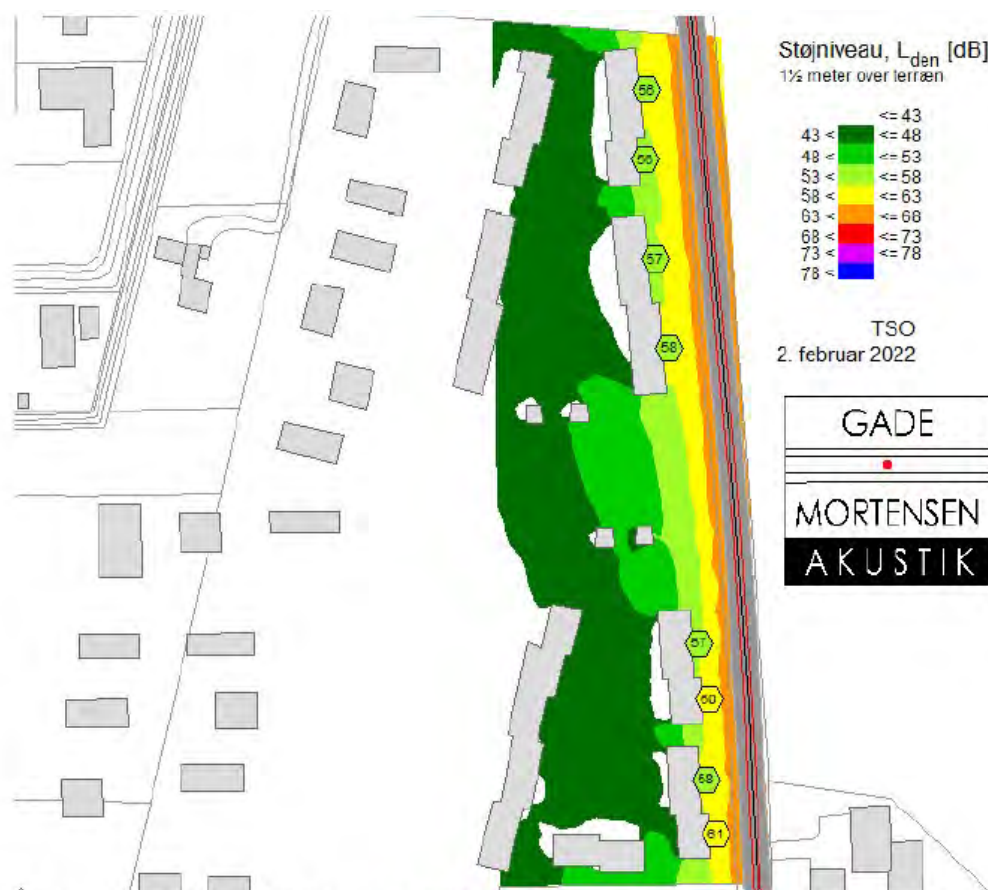 Støjniveau, Lden [dB]
1½ meter over terræn
<= 43
43 < <= 48
48 < <= 53
53 < <= 58
58 < <= 63
63 < <= 68
68 < <= 73
73 < <= 78
78 <
TSO
2. februar 2022
GADE
MORTENSEN
AKUSTIK
56
56
57
58
57
60
58
61